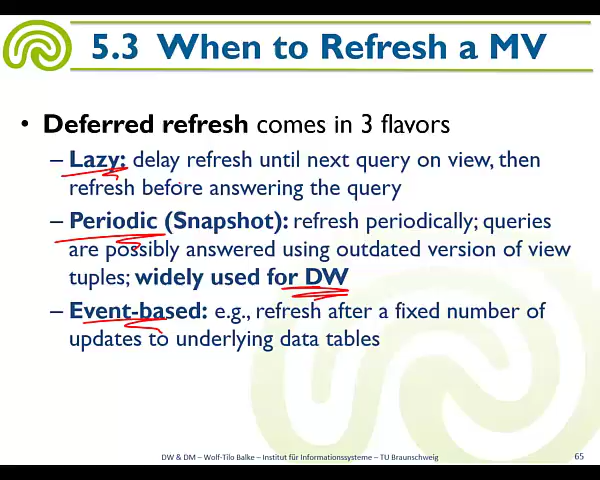 5.3 When to Refresh a MV
• Deferred refresh comes in 3 flavors
– Lazy: delay refresh until next query on view, then
refresh before answering the query
– Periodic (Snapshot): refresh periodically; queries
are possibly answered using outdated version of view
tuples; widely used for DW
– Event-based: e.g., refresh after a fixed number of
updates to underlying data tables
DW & DM – Wolf-Tilo Balke – Institut für Informationssysteme – TU Braunschweig
65